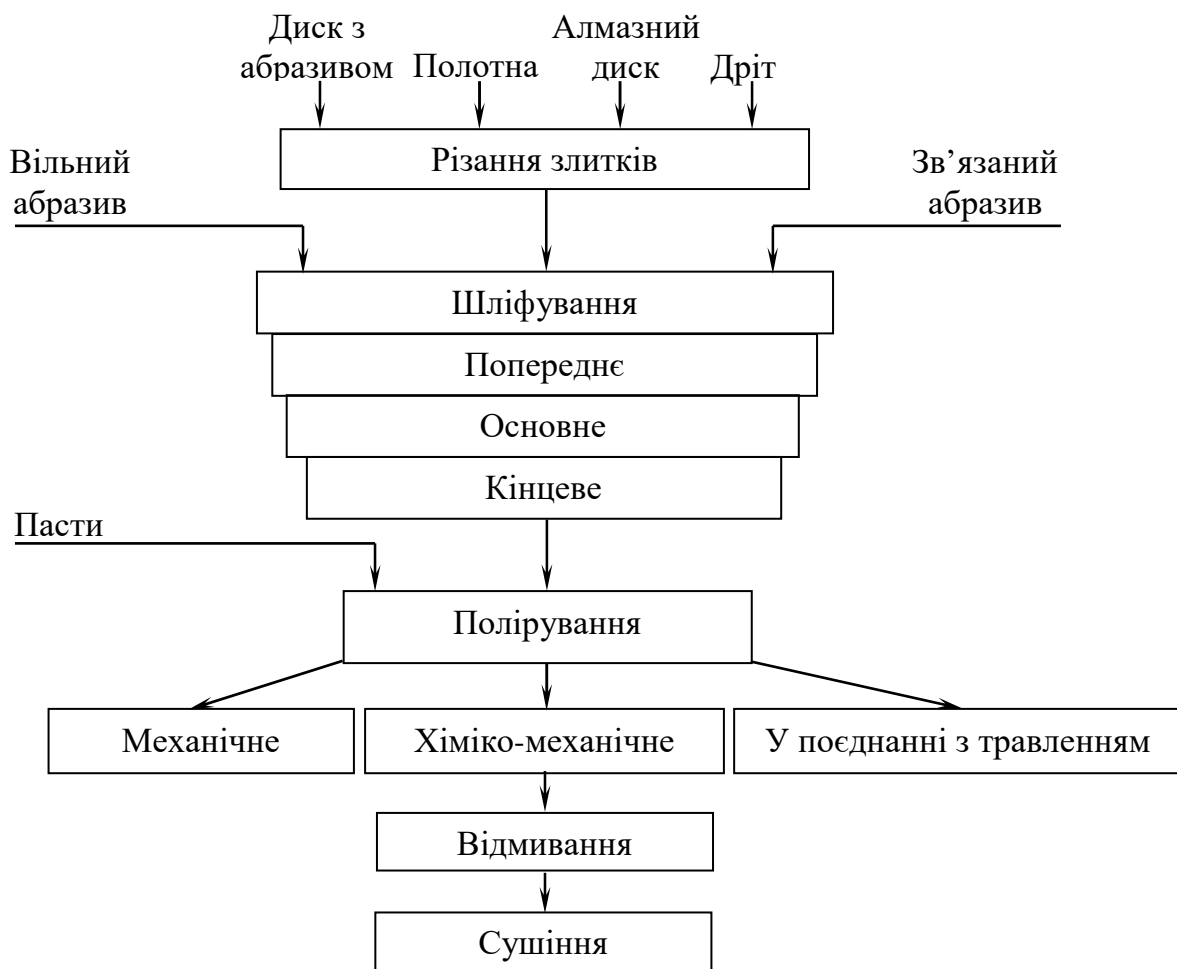 Диск з
абразивом
Полотна
Алмазний
диск
Дріт
Різання злитків
Вільний
абразив
Зв’язаний
абразив
Шліфування
Попереднє
Основне
Кінцеве
Пасти
Полірування
Механічне
Хіміко-механічне
У поєднанні з травленням
Відмивання
Сушіння